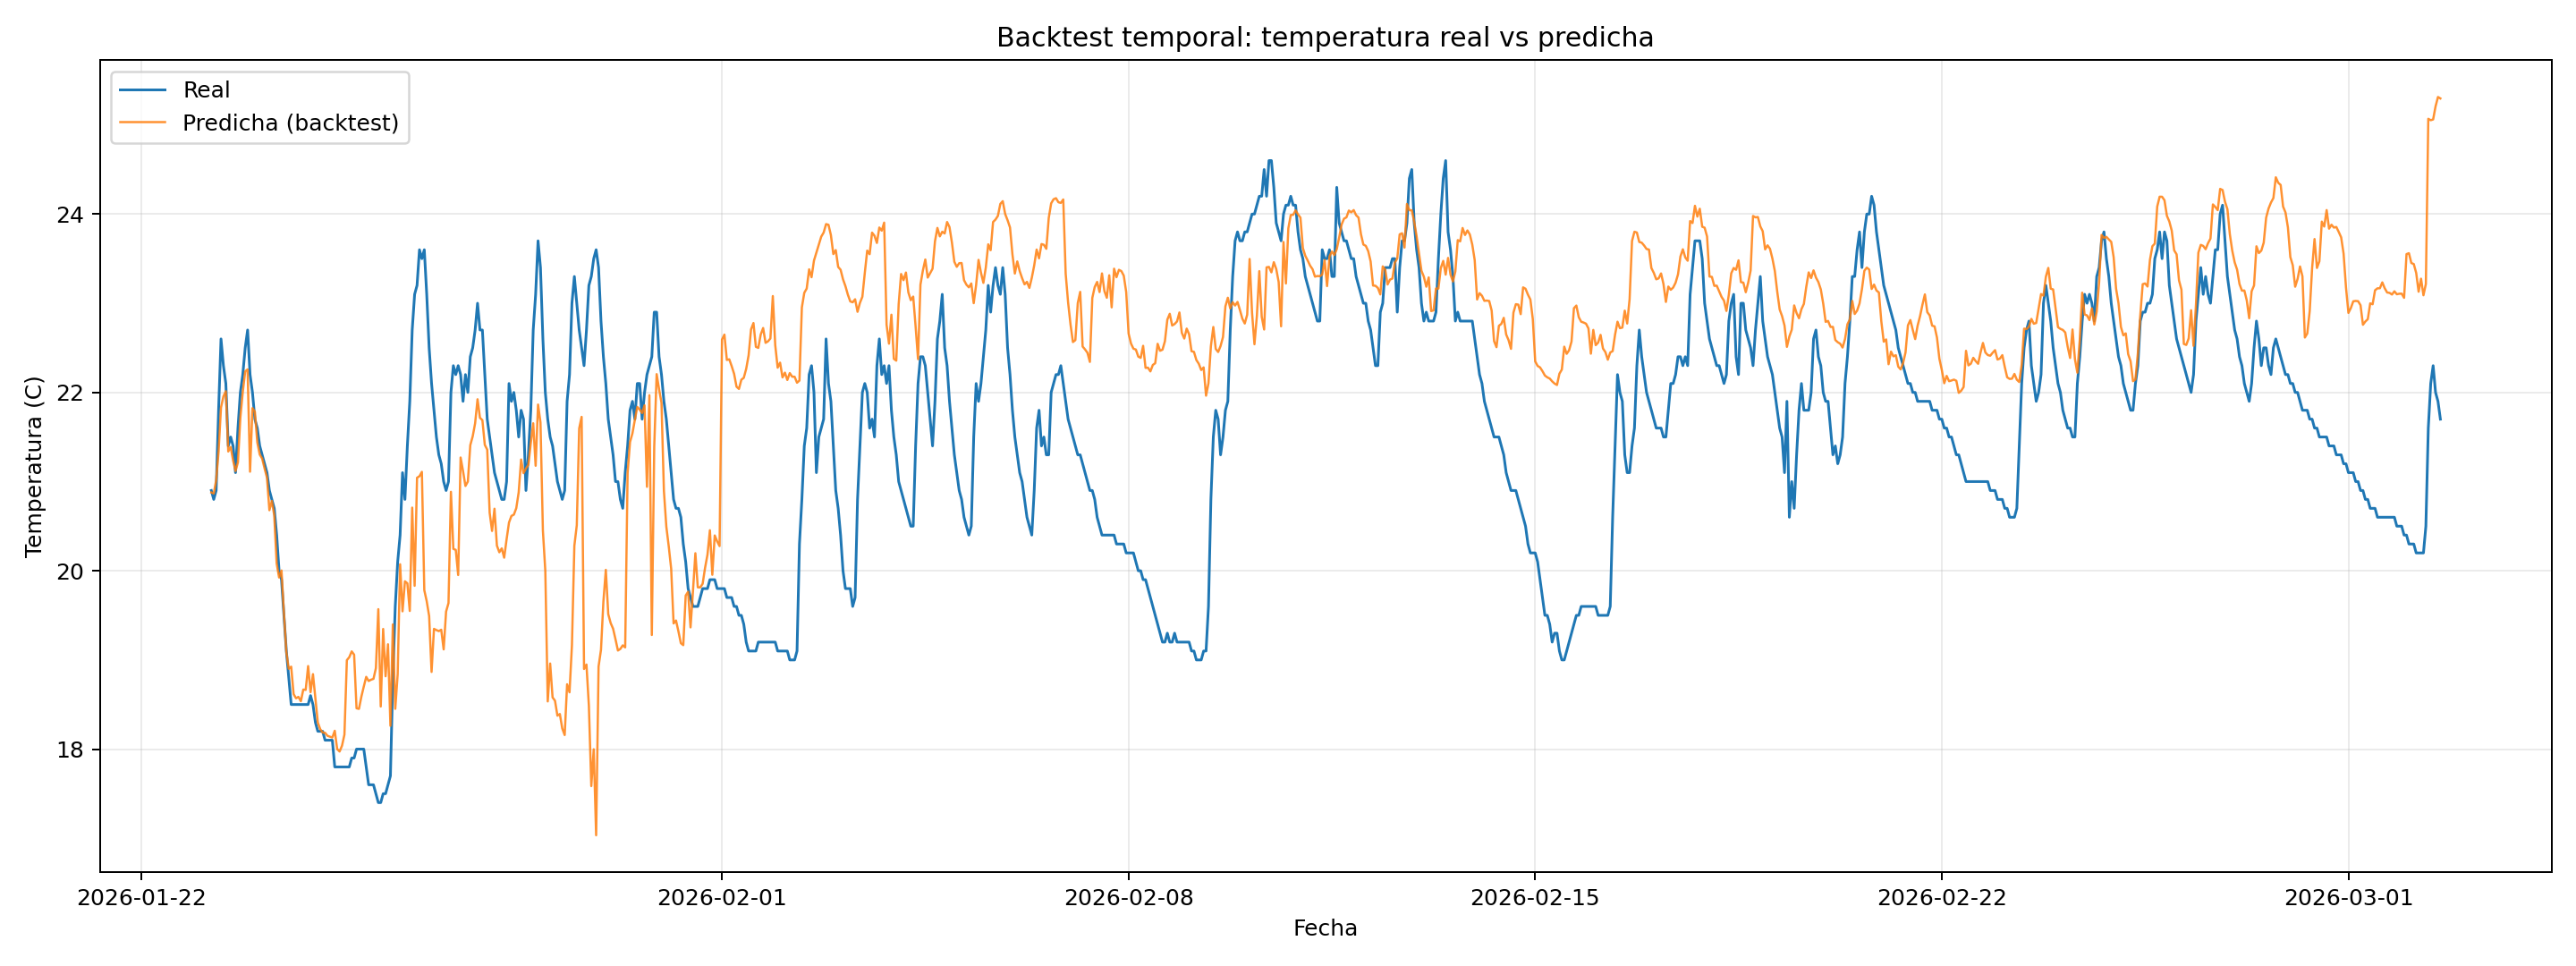 Backtest temporal: temperatura real vs predicha
Real
Predicha (backtest)
Temperatura (C)
24
22
20
18
2026-01-22
2026-02-01
2026-02-08
2026-02-15
2026-02-22
2026-03-01
Fecha